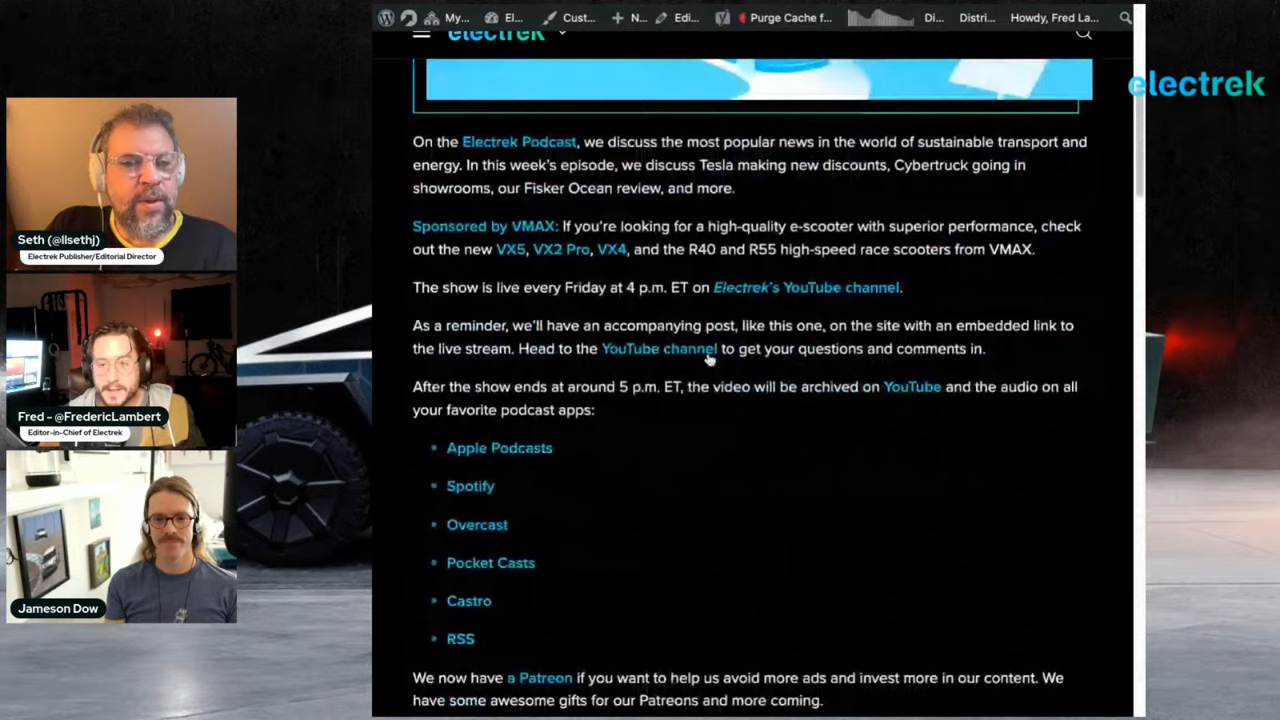 My...
El...
Cust...
N...
Edi...
Purge Cache f...
Di...
Distri...
Howdy, Fred La...
electrek
electrek
On the Electrek Podcast, we discuss the most popular news in the world of sustainable transport and
energy. In this week's episode, we discuss Tesla making new discounts, Cybertruck going in
showrooms, our Fisker Ocean review, and more.
Sponsored by VMAX: If you're looking for a high-quality e-scooter with superior performance, check
out the new VX5, VX2 Pro, VX4, and the R40 and R55 high-speed race scooters from VMAX.
The show is live every Friday at 4 p.m. ET on Electrek's YouTube channel.
As a reminder, we'll have an accompanying post, like this one, on the site with an embedded link to
the live stream. Head to the YouTube channel to get your questions and comments in.
After the show ends at around 5 p.m. ET, the video will be archived on YouTube and the audio on all
your favorite podcast apps:
Apple Podcasts
Spotify
Overcast
Pocket Casts
Castro
RSS
We now have a Patreon if you want to help us avoid more ads and invest more in our content. We
have some awesome gifts for our Patreons and more coming.
Seth (@llsethj)
Electrek Publisher/Editorial Director
Fred - @FredericLambert
Editor-in-Chief of Electrek
Jameson Dow